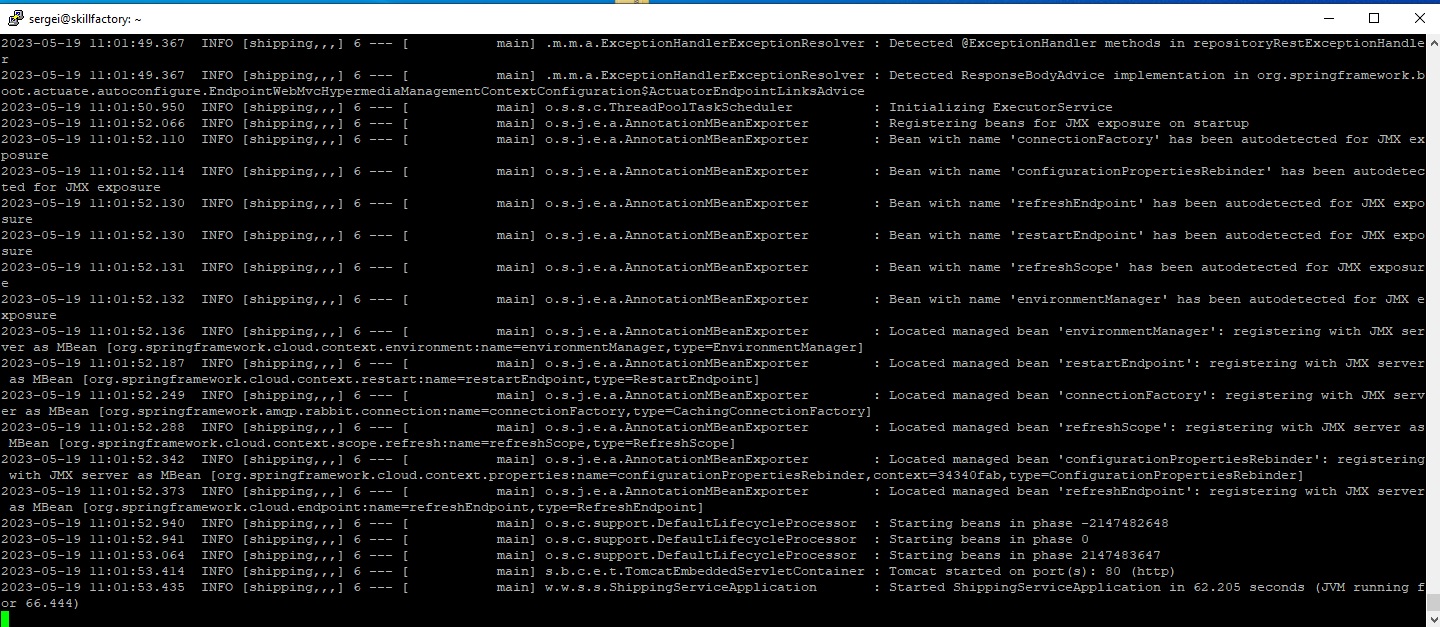 sergei@skillfactory: ~
2023-05-19 11:01:49.367  INFO [shipping,,,] 6 --- [           main] .m.m.a.ExceptionHandlerExceptionResolver : Detected @ExceptionHandler methods in repositoryRestExceptionHandle
r
2023-05-19 11:01:49.367  INFO [shipping,,,] 6 --- [           main] .m.m.a.ExceptionHandlerExceptionResolver : Detected ResponseBodyAdvice implementation in org.springframework.b
oot.actuate.autoconfigure.EndpointWebMvcHypermediaManagementContextConfiguration$ActuatorEndpointLinksAdvice
2023-05-19 11:01:50.950  INFO [shipping,,,] 6 --- [           main] o.s.s.c.ThreadPoolTaskScheduler          : Initializing ExecutorService
2023-05-19 11:01:52.066  INFO [shipping,,,] 6 --- [           main] o.s.j.e.a.AnnotationMBeanExporter        : Registering beans for JMX exposure on startup
2023-05-19 11:01:52.110  INFO [shipping,,,] 6 --- [           main] o.s.j.e.a.AnnotationMBeanExporter        : Bean with name 'connectionFactory' has been autodetected for JMX ex
posure
2023-05-19 11:01:52.114  INFO [shipping,,,] 6 --- [           main] o.s.j.e.a.AnnotationMBeanExporter        : Bean with name 'configurationPropertiesRebinder' has been autodetec
ted for JMX exposure
2023-05-19 11:01:52.130  INFO [shipping,,,] 6 --- [           main] o.s.j.e.a.AnnotationMBeanExporter        : Bean with name 'refreshEndpoint' has been autodetected for JMX expo
sure
2023-05-19 11:01:52.130  INFO [shipping,,,] 6 --- [           main] o.s.j.e.a.AnnotationMBeanExporter        : Bean with name 'restartEndpoint' has been autodetected for JMX expo
sure
2023-05-19 11:01:52.131  INFO [shipping,,,] 6 --- [           main] o.s.j.e.a.AnnotationMBeanExporter        : Bean with name 'refreshScope' has been autodetected for JMX exposur
e
2023-05-19 11:01:52.132  INFO [shipping,,,] 6 --- [           main] o.s.j.e.a.AnnotationMBeanExporter        : Bean with name 'environmentManager' has been autodetected for JMX e
xposure
2023-05-19 11:01:52.136  INFO [shipping,,,] 6 --- [           main] o.s.j.e.a.AnnotationMBeanExporter        : Located managed bean 'environmentManager': registering with JMX ser
ver as MBean [org.springframework.cloud.context.environment:name=environmentManager,type=EnvironmentManager]
2023-05-19 11:01:52.187  INFO [shipping,,,] 6 --- [           main] o.s.j.e.a.AnnotationMBeanExporter        : Located managed bean 'restartEndpoint': registering with JMX server
 as MBean [org.springframework.cloud.context.restart:name=restartEndpoint,type=RestartEndpoint]
2023-05-19 11:01:52.249  INFO [shipping,,,] 6 --- [           main] o.s.j.e.a.AnnotationMBeanExporter        : Located managed bean 'connectionFactory': registering with JMX serv
er as MBean [org.springframework.amqp.rabbit.connection:name=connectionFactory,type=CachingConnectionFactory]
2023-05-19 11:01:52.288  INFO [shipping,,,] 6 --- [           main] o.s.j.e.a.AnnotationMBeanExporter        : Located managed bean 'refreshScope': registering with JMX server as
 MBean [org.springframework.cloud.context.scope.refresh:name=refreshScope,type=RefreshScope]
2023-05-19 11:01:52.342  INFO [shipping,,,] 6 --- [           main] o.s.j.e.a.AnnotationMBeanExporter        : Located managed bean 'configurationPropertiesRebinder': registering
 with JMX server as MBean [org.springframework.cloud.context.properties:name=configurationPropertiesRebinder,context=34340fab,type=ConfigurationPropertiesRebinder]
2023-05-19 11:01:52.373  INFO [shipping,,,] 6 --- [           main] o.s.j.e.a.AnnotationMBeanExporter        : Located managed bean 'refreshEndpoint': registering with JMX server
 as MBean [org.springframework.cloud.endpoint:name=refreshEndpoint,type=RefreshEndpoint]
2023-05-19 11:01:52.940  INFO [shipping,,,] 6 --- [           main] o.s.c.support.DefaultLifecycleProcessor  : Starting beans in phase -2147482648
2023-05-19 11:01:52.941  INFO [shipping,,,] 6 --- [           main] o.s.c.support.DefaultLifecycleProcessor  : Starting beans in phase 0
2023-05-19 11:01:53.064  INFO [shipping,,,] 6 --- [           main] o.s.c.support.DefaultLifecycleProcessor  : Starting beans in phase 2147483647
2023-05-19 11:01:53.414  INFO [shipping,,,] 6 --- [           main] s.b.c.e.t.TomcatEmbeddedServletContainer : Tomcat started on port(s): 80 (http)
2023-05-19 11:01:53.435  INFO [shipping,,,] 6 --- [           main] w.w.s.s.ShippingServiceApplication       : Started ShippingServiceApplication in 62.205 seconds (JVM running f
or 66.444)